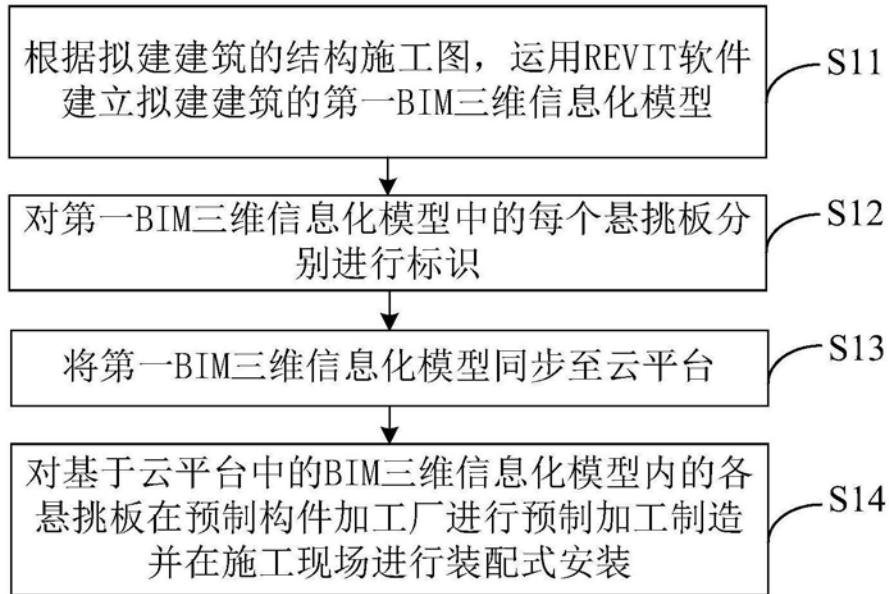 根据拟建建筑的结构施工图，运用REVIT软件
建立拟建建筑的第一BIM三维信息化模型
S11
对第一BIM三维信息化模型中的每个悬挑板分
别进行标识
S12
将第一BIM三维信息化模型同步至云平台
S13
对基于云平台中的BIM三维信息化模型内的各
悬挑板在预制构件加工厂进行预制加工制造
并在施工现场进行装配式安装
S14